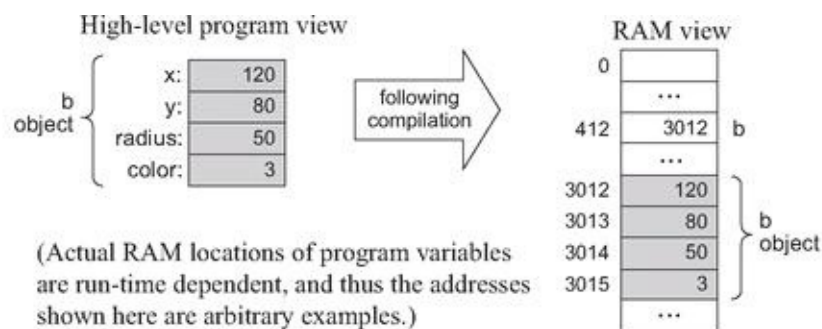 High-level program view
b
object
x: 120
y: 80
radius: 50
color: 3
following
compilation
RAM view
0
...
412 3012 b
...
3012 120
3013 80
3014 50
3015 3
b
object
...
(Actual RAM locations of program variables
are run-time dependent, and thus the addresses
shown here are arbitrary examples.)